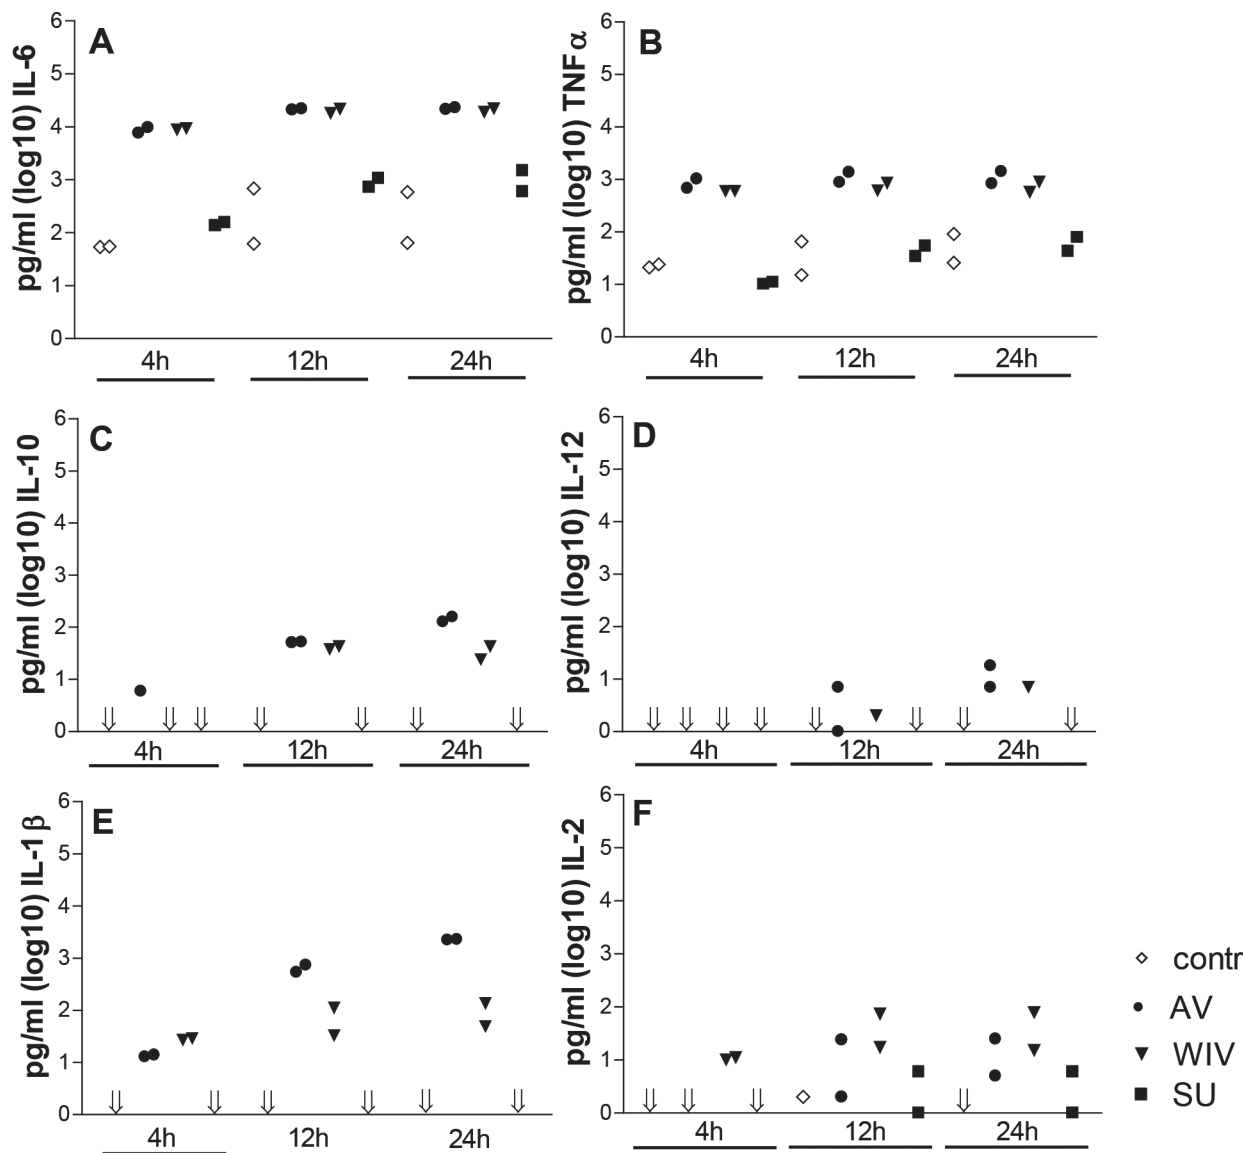 A
pg/ml (log10) IL-6
6
5
4
3
2
1
0
4h
12h
24h
B
pg/ml (log10) TNFα
6
5
4
3
2
1
0
4h
12h
24h
C
pg/ml (log10) IL-10
6
5
4
3
2
1
0
4h
12h
24h
D
pg/ml (log10) IL-12
6
5
4
3
2
1
0
4h
12h
24h
E
pg/ml (log10) IL-1β
6
5
4
3
2
1
0
4h
12h
24h
F
pg/ml (log10) IL-2
6
5
4
3
2
1
0
4h
12h
24h
contr
AV
WIV
SU